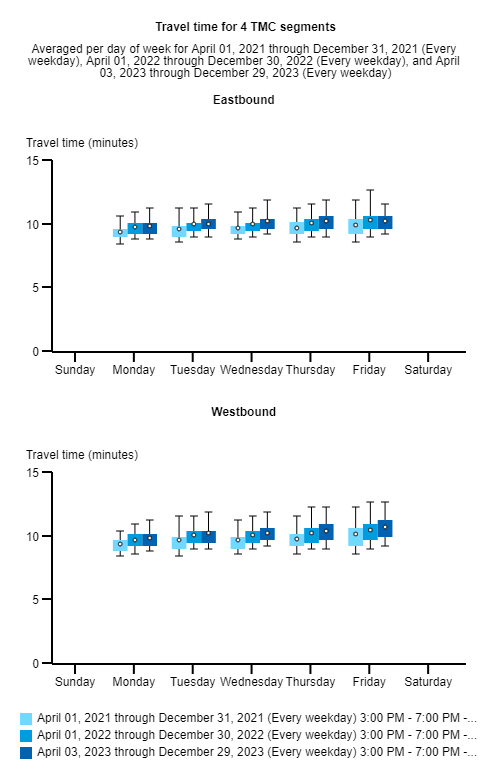 Travel time for 4 TMC segments
Averaged per day of week for April 01, 2021 through December 31, 2021 (Every
weekday), April 01, 2022 through December 30, 2022 (Every weekday), and April
03, 2023 through December 29, 2023 (Every weekday)
Eastbound
Travel time (minutes)
15
10
5
0
Sunday Monday Tuesday Wednesday Thursday Friday Saturday
Westbound
Travel time (minutes)
15
10
5
0
Sunday Monday Tuesday Wednesday Thursday Friday Saturday
April 01, 2021 through December 31, 2021 (Every weekday) 3:00 PM - 7:00 PM -...
April 01, 2022 through December 30, 2022 (Every weekday) 3:00 PM - 7:00 PM -...
April 03, 2023 through December 29, 2023 (Every weekday) 3:00 PM - 7:00 PM -...